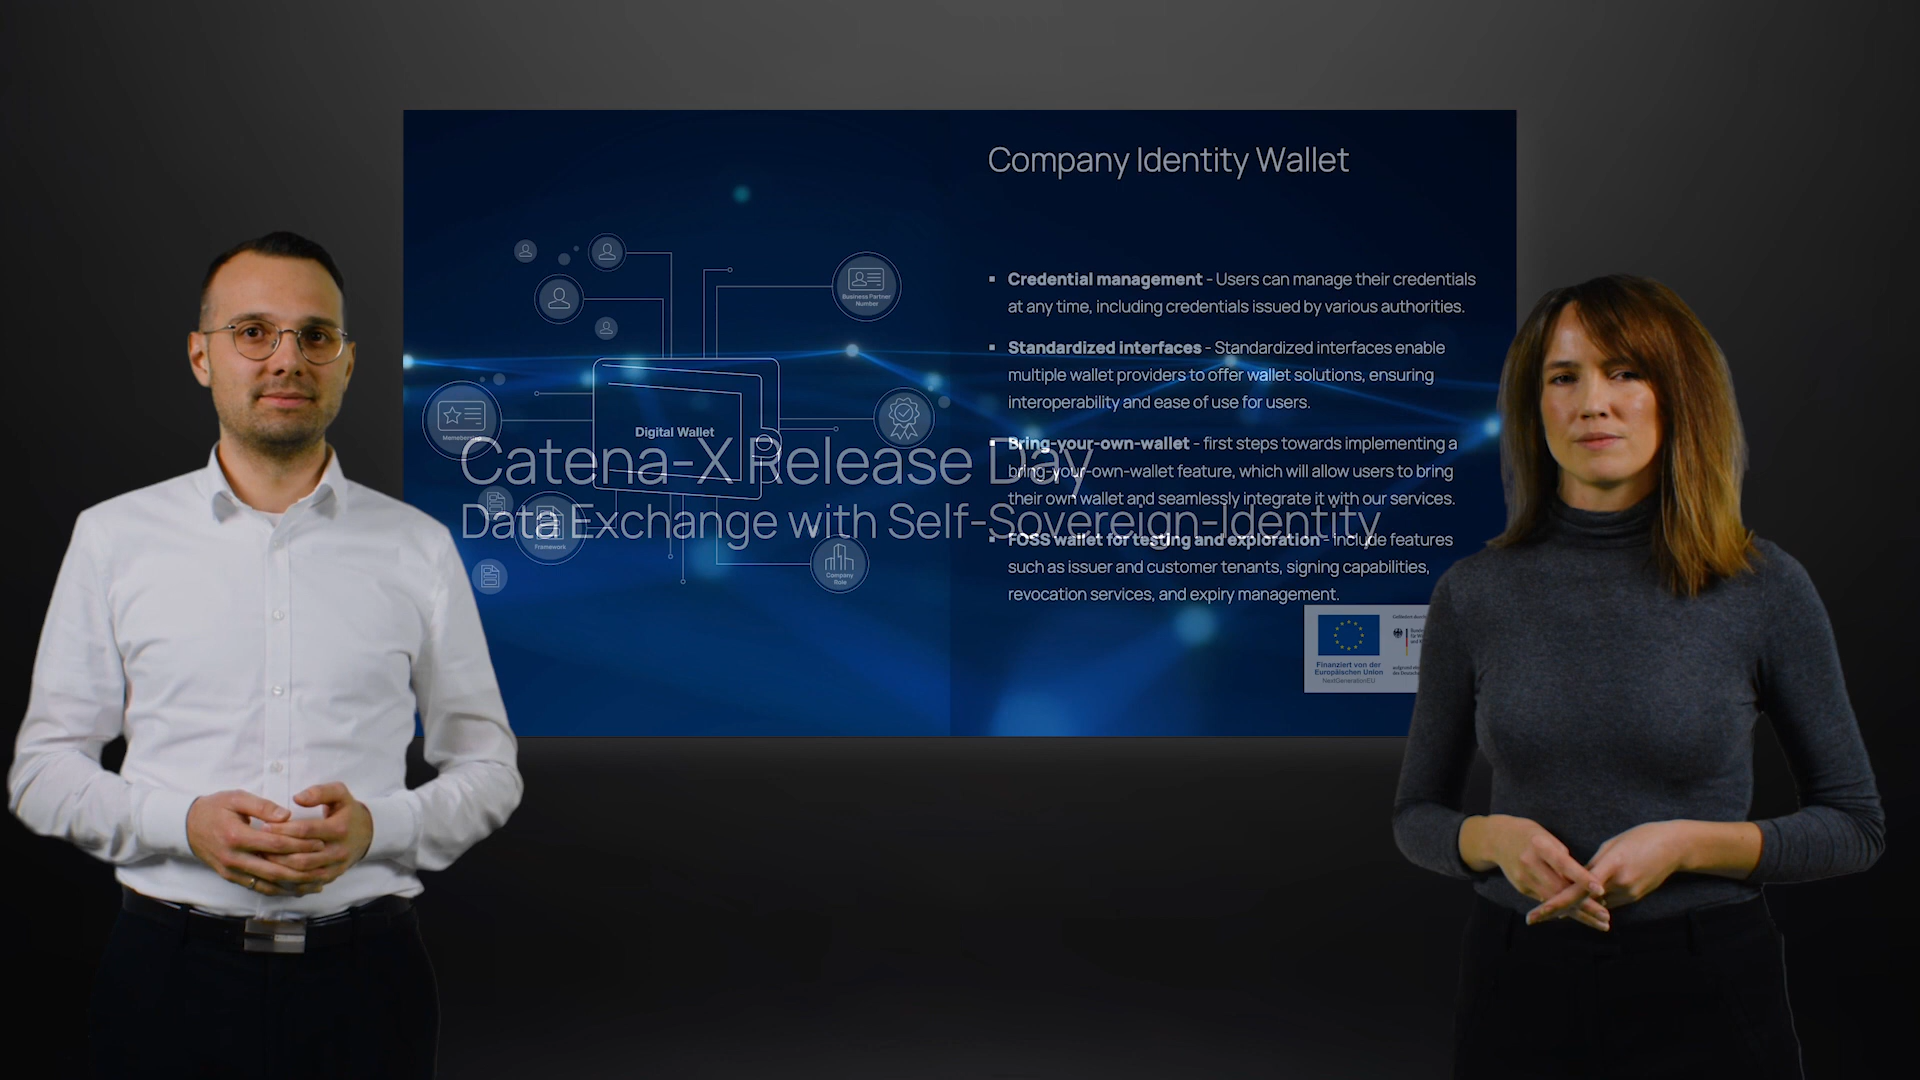 Company Identity Wallet
Business Partner
Number
Digital Wallet
Framework
Company
Role
Catena-X Release Day
Data Exchange with Self-Sovereign-Identity
▪ Credential management - Users can manage their credentials
at any time, including credentials issued by various authorities.
▪ Standardized interfaces - Standardized interfaces enable
multiple wallet providers to offer wallet solutions, ensuring
interoperability and ease of use for users.
▪ Bring-your-own-wallet - first steps towards implementing a
bring-your-own-wallet feature, which will allow users to bring
their own wallet and seamlessly integrate it with our services.
▪ FOSS wallet for testing and exploration - include features
such as issuer and customer tenants, signing capabilities,
revocation services, and expiry management.
Finanziert von der
Europäischen Union
NextGenerationEU